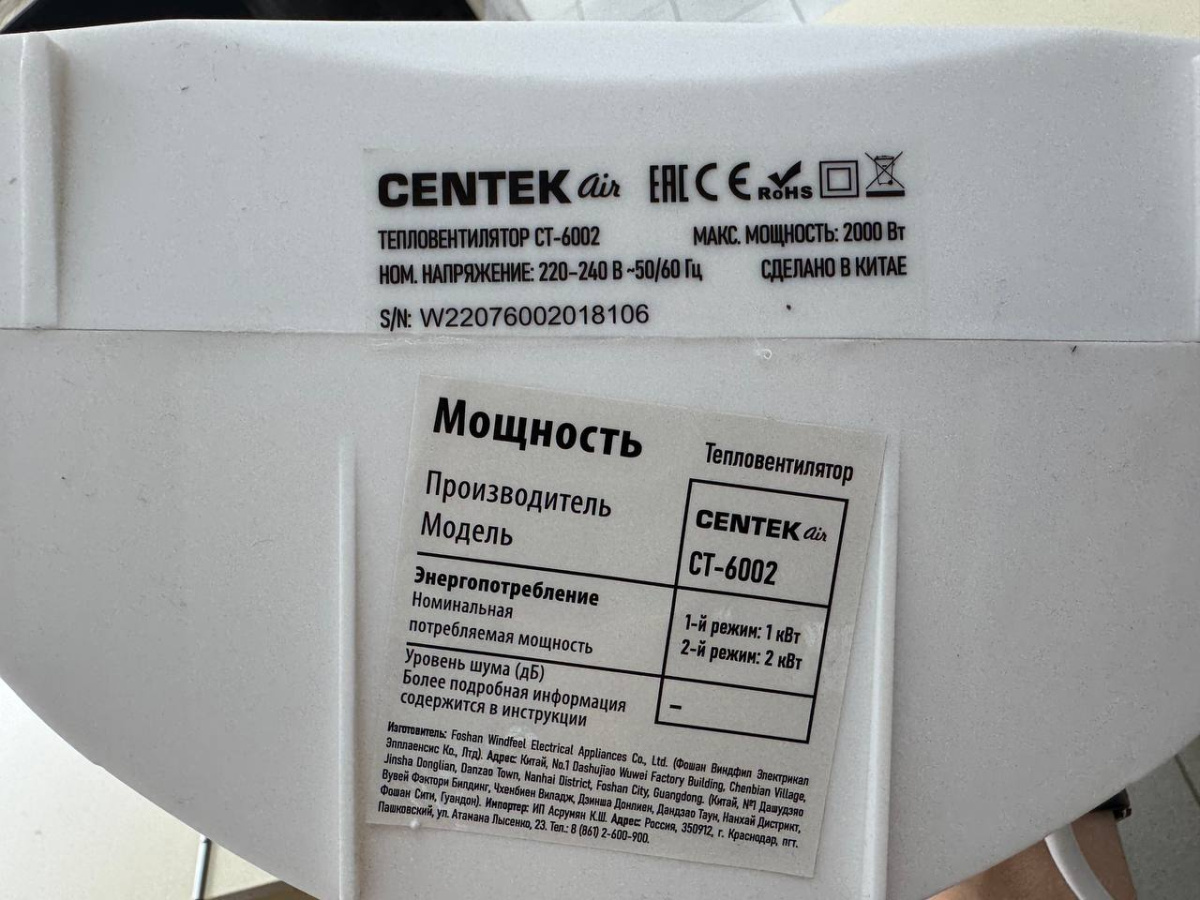 CENTEK air EAC CE RoHS
ТЕПЛОВЕНТИЛЯТОР CT-6002 МАКС. МОЩНОСТЬ: 2000 Вт
НОМ. НАПРЯЖЕНИЕ: 220–240 В ~50/60 Гц СДЕЛАНО В КИТАЕ
S/N: W22076002018106
Мощность Тепловентилятор
Производитель CENTEK air
Модель CT-6002
Энергопотребление
Номинальная 1-й режим: 1 кВт
потребляемая мощность 2-й режим: 2 кВт
Уровень шума (дБ) –
Более подробная информация
содержится в инструкции
Изготовитель: Foshan Windfeel Electrical Appliances Co., Ltd. (Фошан Виндфил Электрикал
Эпплаенсис Ко., Лтд). Адрес: Китай, No.1 Dashujiao Wuwei Factory Building, Chenbian Village,
Jinsha Donglian, Danzao Town, Nanhai District, Foshan City, Guangdong. (Китай, №1 Дашудзяо
Вувей Фэктори Билдинг, Чхенбиен Виладж, Дзинша Донлиен, Дандзао Таун, Нанхай Дистрикт,
Фошан Сити, Гуандон). Импортер: ИП Асрумян К.Ш. Адрес: Россия, 350912, г. Краснодар, пгт.
Пашковский, ул. Атамана Лысенко, 23. Тел.: 8 (861) 2-600-900.